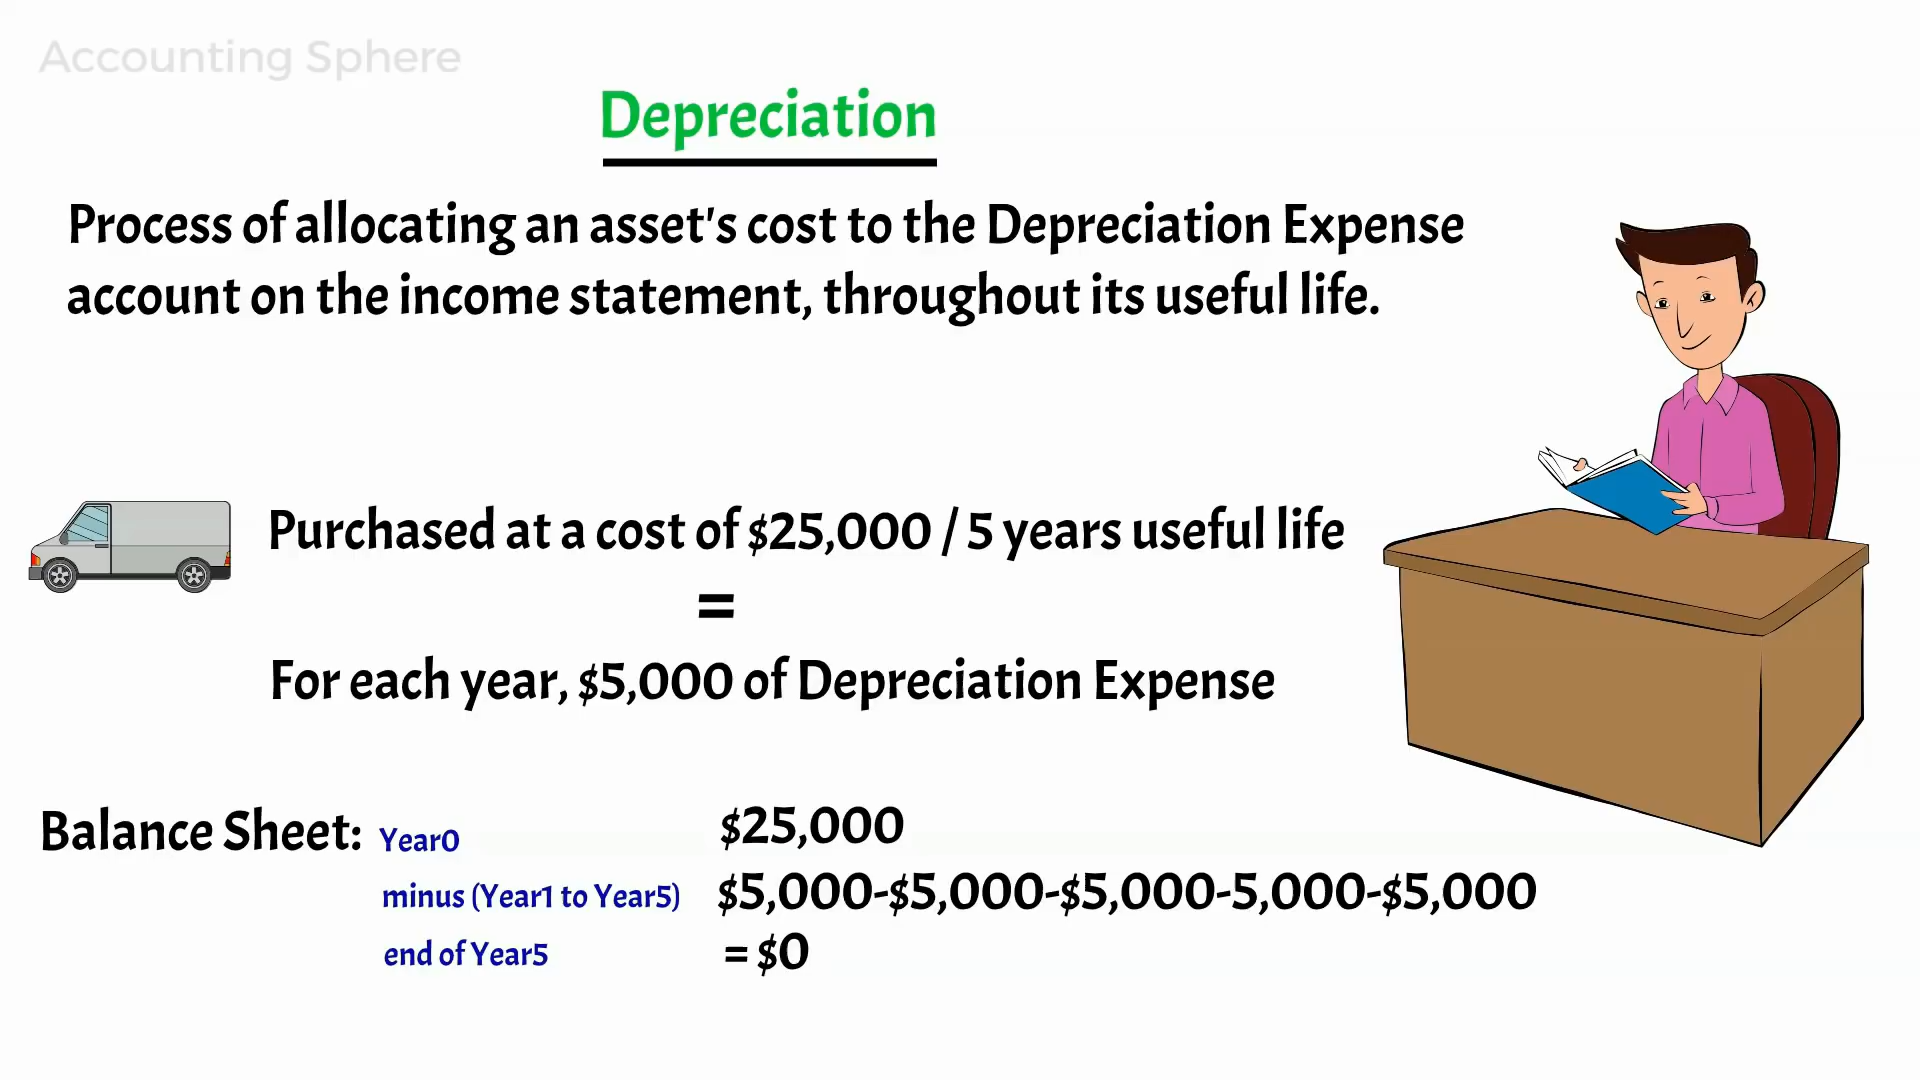 Accounting Sphere
Depreciation
Process of allocating an asset's cost to the Depreciation Expense
account on the income statement, throughout its useful life.
Purchased at a cost of $25,000 / 5 years useful life
=
For each year, $5,000 of Depreciation Expense
Balance Sheet: Year0 $25,000
minus (Year1 to Year5) $5,000-$5,000-$5,000-5,000-$5,000
end of Year5 = $0